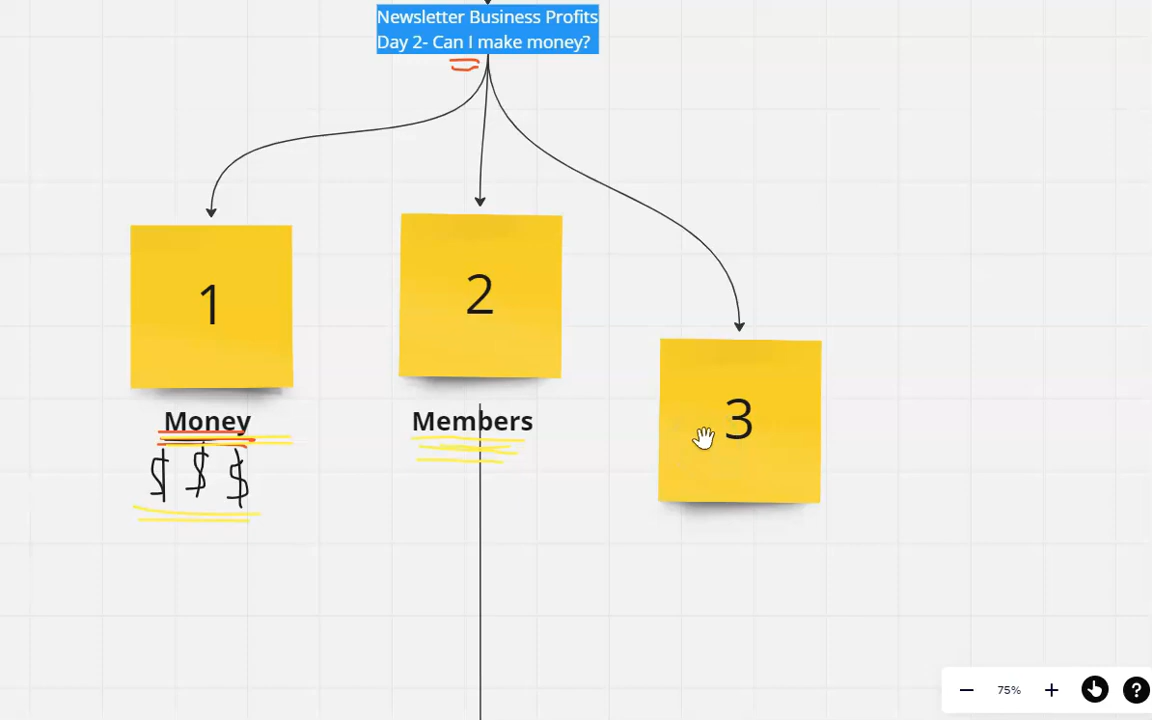 Newsletter Business Profits
Day 2- Can I make money?
1
2
3
Money
Members
$ $ $
75%
?